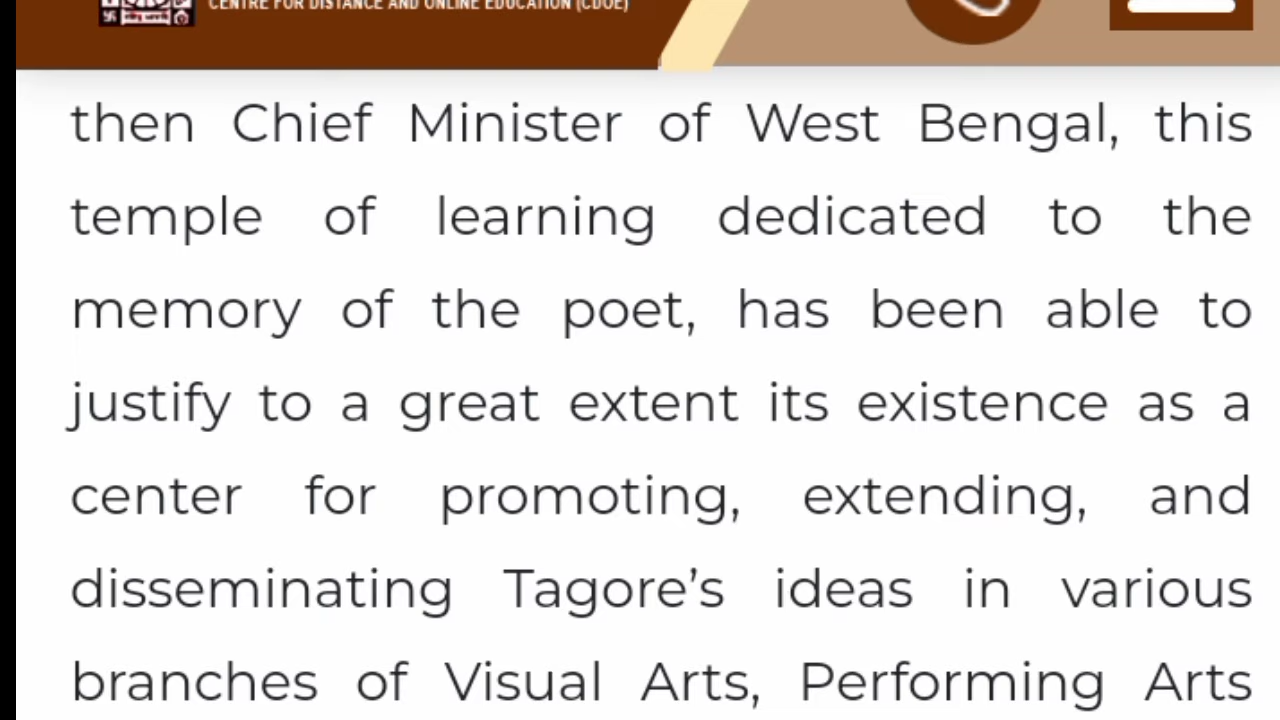 CENTRE FOR DISTANCE AND ONLINE EDUCATION (CDOE)
then Chief Minister of West Bengal, this
temple of learning dedicated to the
memory of the poet, has been able to
justify to a great extent its existence as a
center for promoting, extending, and
disseminating Tagore’s ideas in various
branches of Visual Arts, Performing Arts